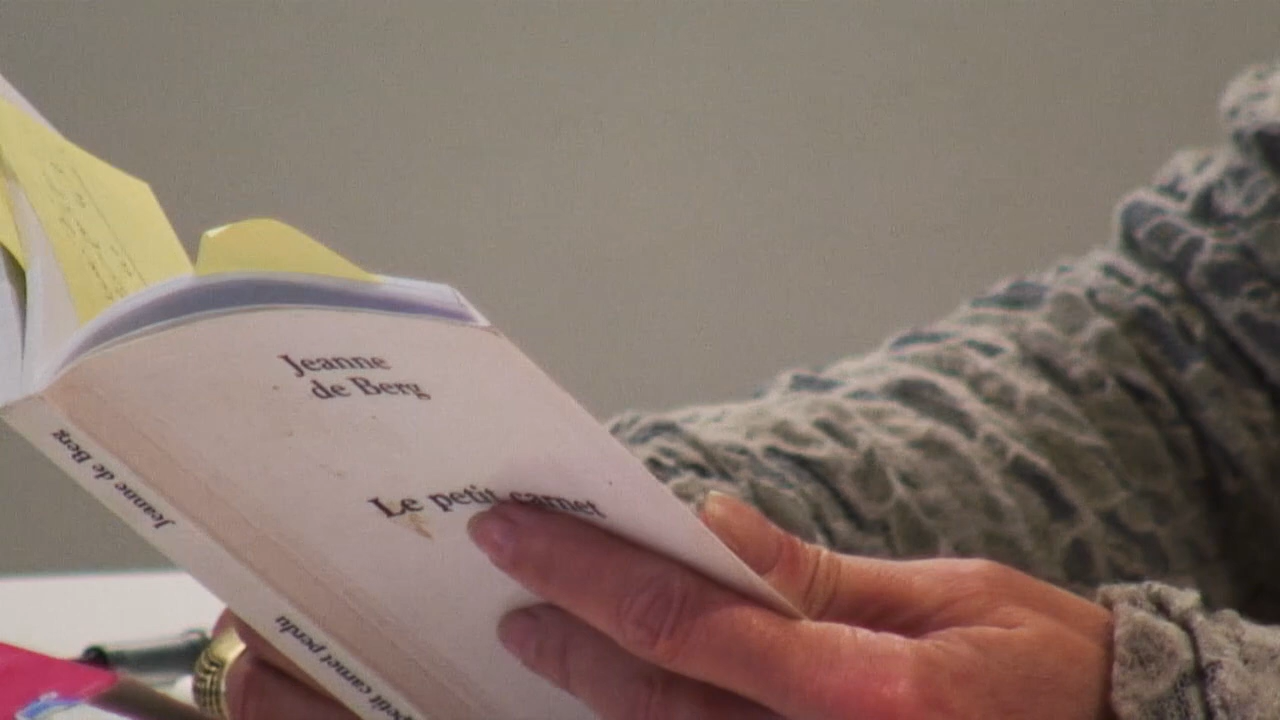 Jeanne
de Berg
Le petit carnet
Jeanne de Berg
petit carnet perdu